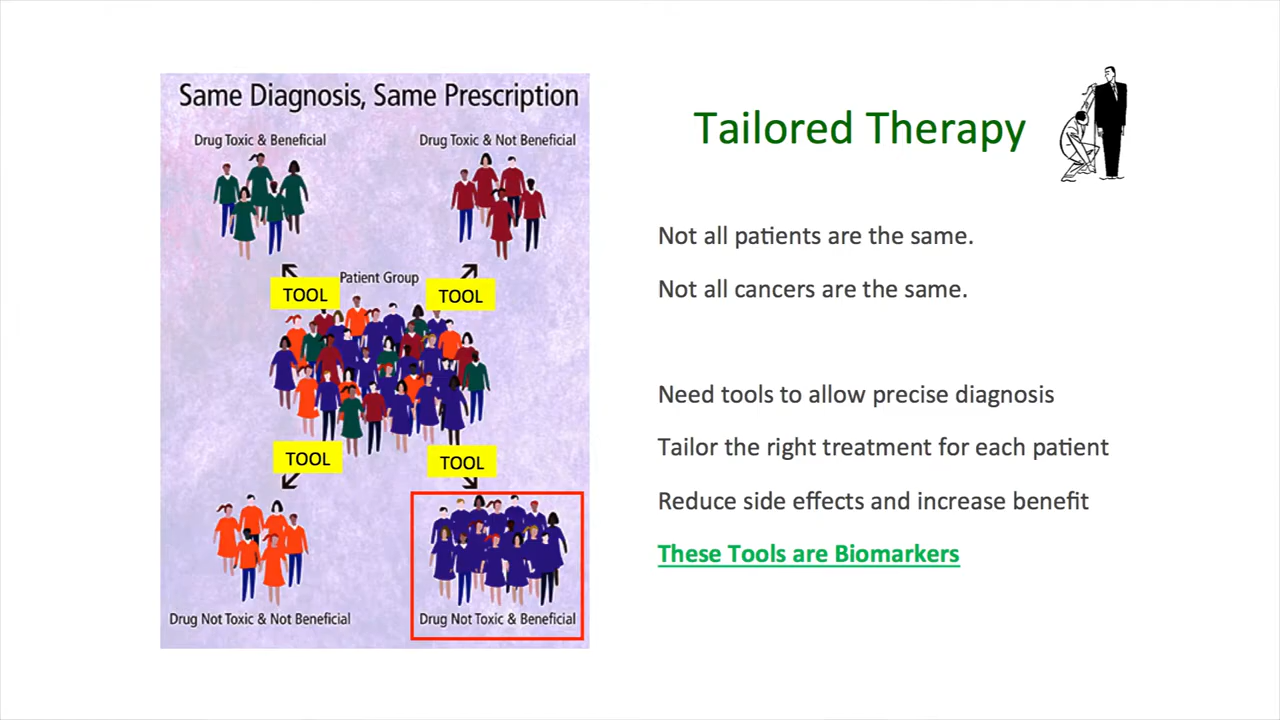 Same Diagnosis, Same Prescription
Drug Toxic & Beneficial
Drug Toxic & Not Beneficial
Patient Group
TOOL
TOOL
TOOL
TOOL
Drug Not Toxic & Not Beneficial
Drug Not Toxic & Beneficial
Tailored Therapy
Not all patients are the same.
Not all cancers are the same.
Need tools to allow precise diagnosis
Tailor the right treatment for each patient
Reduce side effects and increase benefit
These Tools are Biomarkers